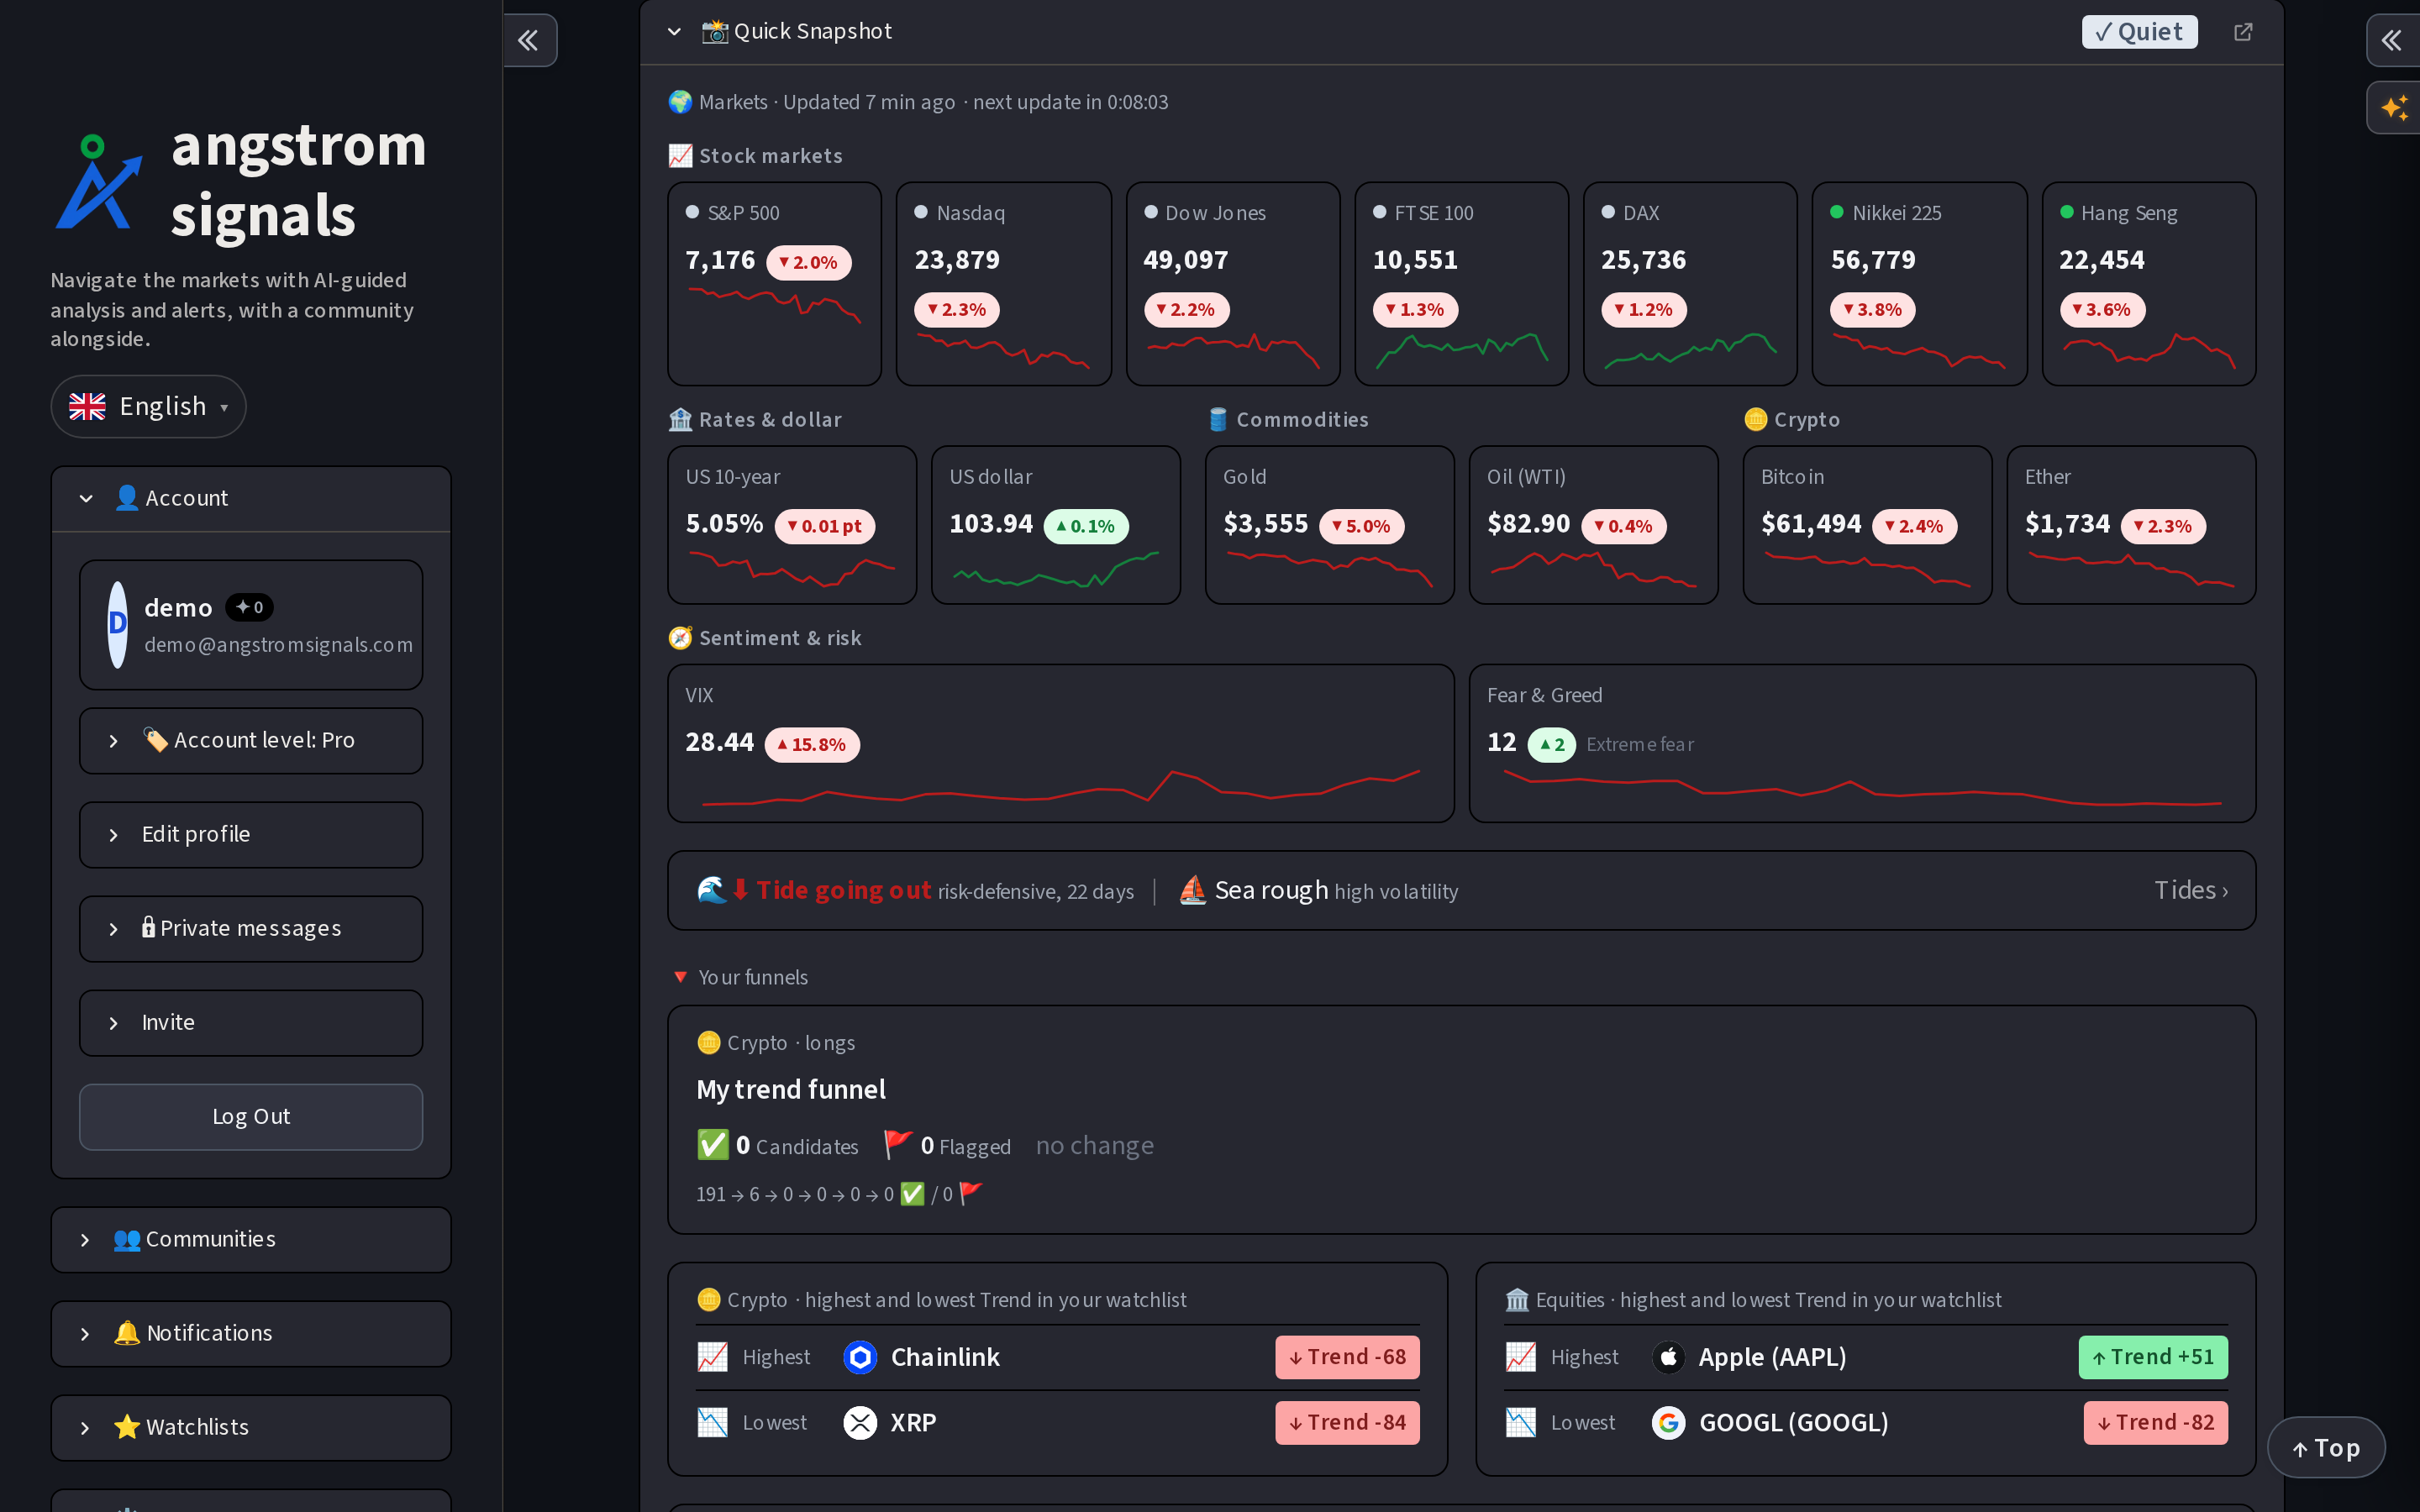 angstrom
signals
Navigate the markets with AI-guided
analysis and alerts, with a community
alongside.
English ▾
👤 Account
D
demo
✦ 0
demo@angstromsignals.com
🏷️ Account level: Pro
Edit profile
🔒 Private messages
Invite
Log Out
👥 Communities
🔔 Notifications
⭐ Watchlists
📸 Quick Snapshot
✓ Quiet
🌍 Markets · Updated 7 min ago · next update in 0:08:03
📈 Stock markets
S&P 500
7,176 ▼ 2.0%
Nasdaq
23,879
▼ 2.3%
Dow Jones
49,097
▼ 2.2%
FTSE 100
10,551
▼ 1.3%
DAX
25,736
▼ 1.2%
Nikkei 225
56,779
▼ 3.8%
Hang Seng
22,454
▼ 3.6%
🏦 Rates & dollar
US 10-year
5.05% ▼ 0.01 pt
US dollar
103.94 ▲ 0.1%
🛢️ Commodities
Gold
$3,555 ▼ 5.0%
Oil (WTI)
$82.90 ▼ 0.4%
🪙 Crypto
Bitcoin
$61,494 ▼ 2.4%
Ether
$1,734 ▼ 2.3%
🧭 Sentiment & risk
VIX
28.44 ▲ 15.8%
Fear & Greed
12 ▲ 2 Extreme fear
🌊 ⬇ Tide going out risk-defensive, 22 days | ⛵ Sea rough high volatility
Tides ›
🔻 Your funnels
🪙 Crypto · longs
My trend funnel
✅ 0 Candidates 🚩 0 Flagged no change
191 → 6 → 0 → 0 → 0 → 0 ✅ / 0 🚩
🪙 Crypto · highest and lowest Trend in your watchlist
📈 Highest Chainlink ↓ Trend -68
📉 Lowest XRP ↓ Trend -84
🏛️ Equities · highest and lowest Trend in your watchlist
📈 Highest Apple (AAPL) ↑ Trend +51
📉 Lowest GOOGL (GOOGL) ↓ Trend -82
↑ Top